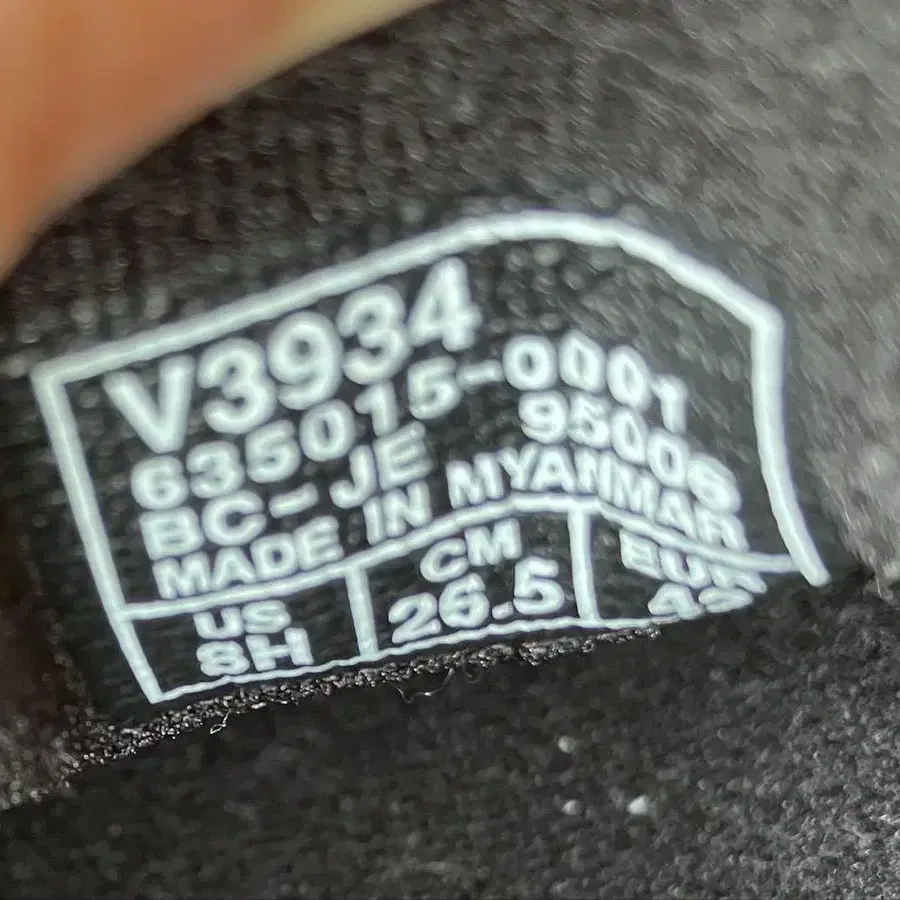 V3934
635015-0001
BC-JE 9500S
MADE IN MYANMAR
US CM EUR
8H 26.5 42